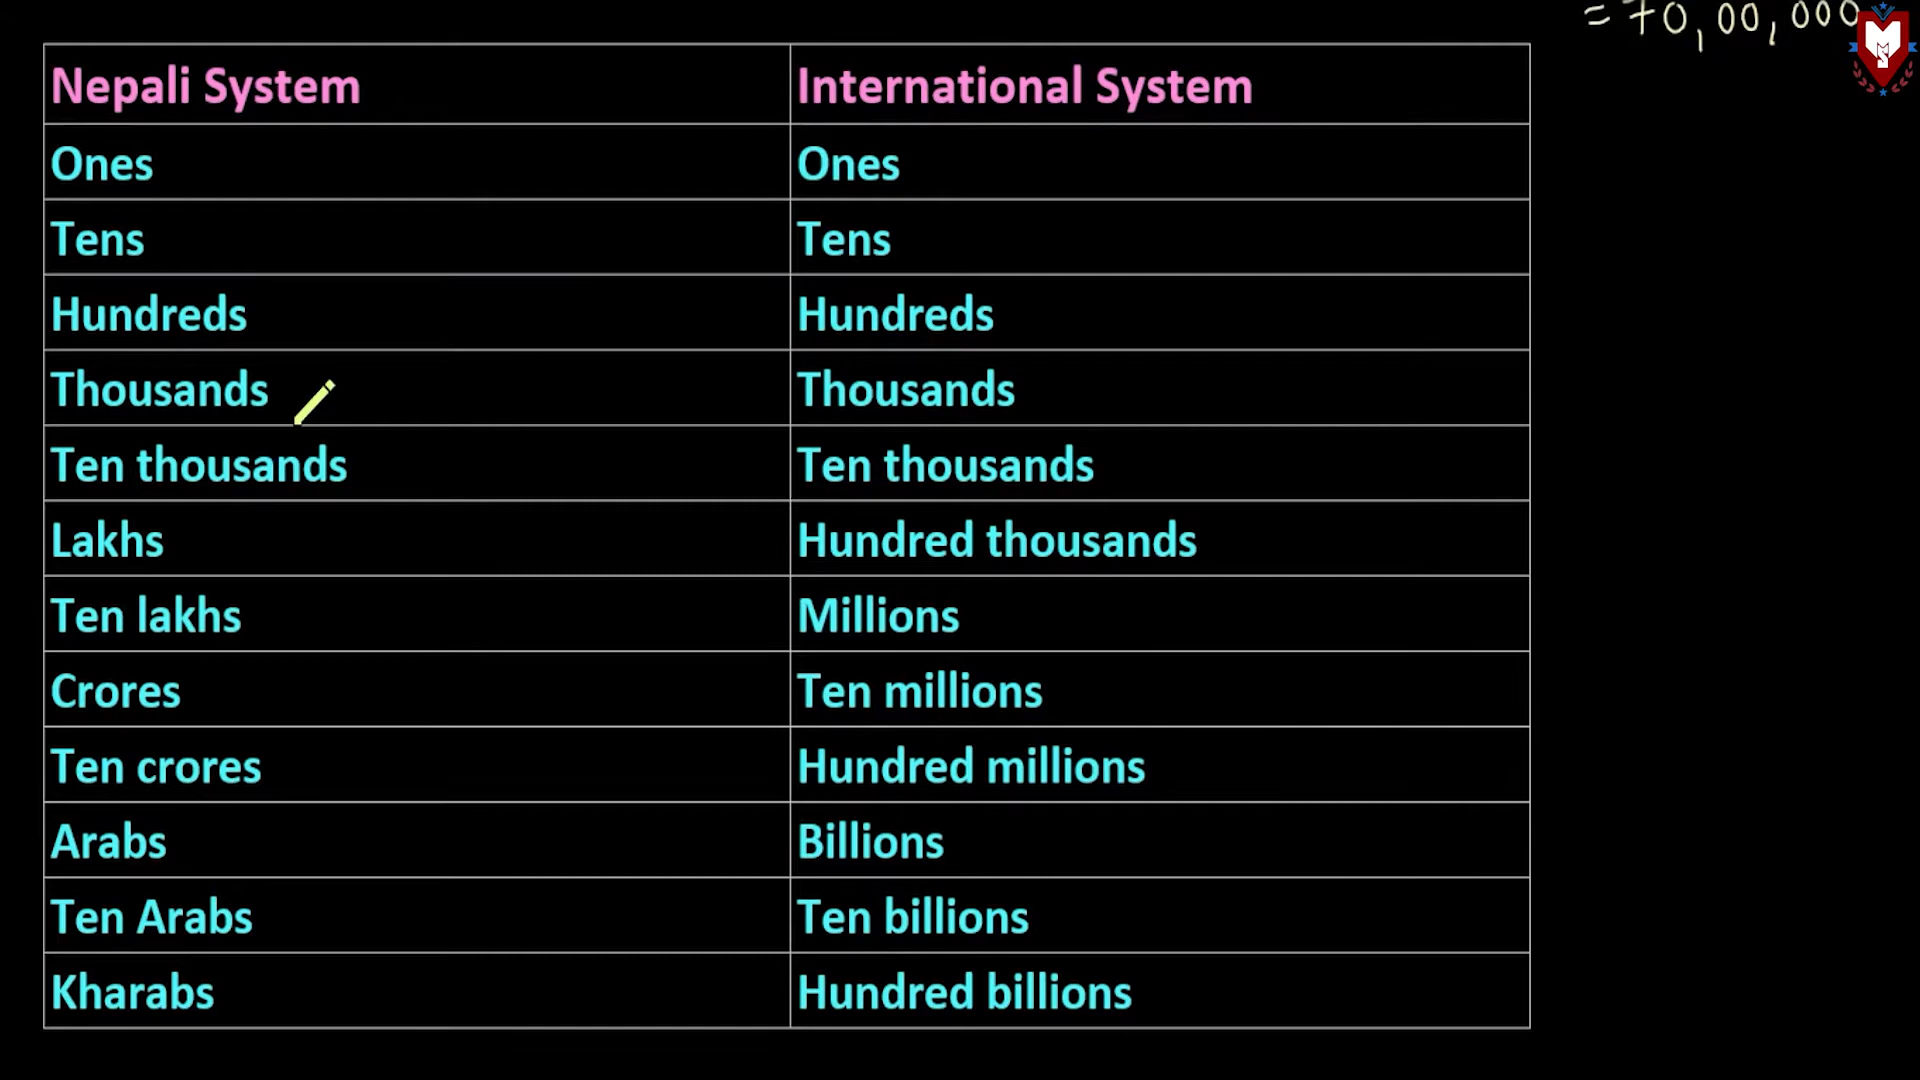 = 70,00,000
Nepali System International System
Ones Ones
Tens Tens
Hundreds Hundreds
Thousands Thousands
Ten thousands Ten thousands
Lakhs Hundred thousands
Ten lakhs Millions
Crores Ten millions
Ten crores Hundred millions
Arabs Billions
Ten Arabs Ten billions
Kharabs Hundred billions